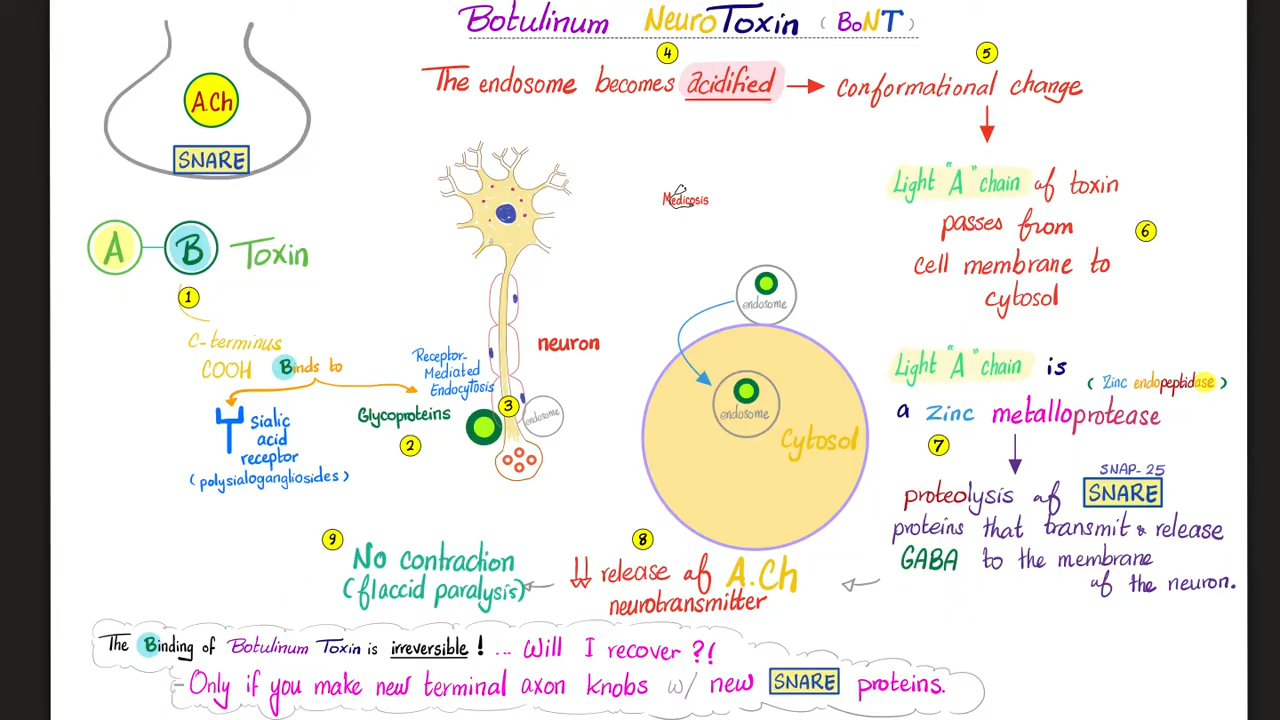 Botulinum NeuroToxin (BoNT)
4
5
The endosome becomes acidified → conformational change
A.Ch
SNARE
A B Toxin
1
C-terminus
COOH Binds to
Sialic
acid
receptor
(polysialogangliosides)
Glycoproteins
2
Receptor-
Mediated
Endocytosis
3
endosome
neuron
Medicosis
endosome
endosome
Cytosol
Light "A" chain of toxin
passes from
cell membrane to
cytosol
6
Light "A" chain is
(Zinc endopeptidase)
a Zinc metalloprotease
7
SNAP-25
proteolysis of SNARE
proteins that transmit & release
GABA to the membrane
of the neuron.
8
↓↓ release of A.Ch
neurotransmitter
9
No contraction
(flaccid paralysis)
The Binding of Botulinum Toxin is irreversible! ... Will I recover ?!
- Only if you make new terminal axon knobs w/ new SNARE proteins.